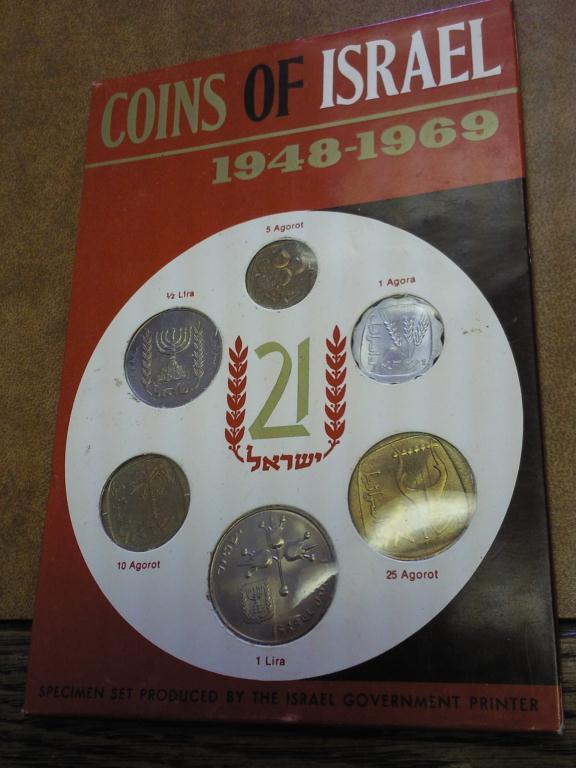 COINS OF ISRAEL
1948-1969
5 Agorot
½ Lira
1 Agora
21
ישראל
10 Agorot
25 Agorot
1 Lira
SPECIMEN SET PRODUCED BY THE ISRAEL GOVERNMENT PRINTER